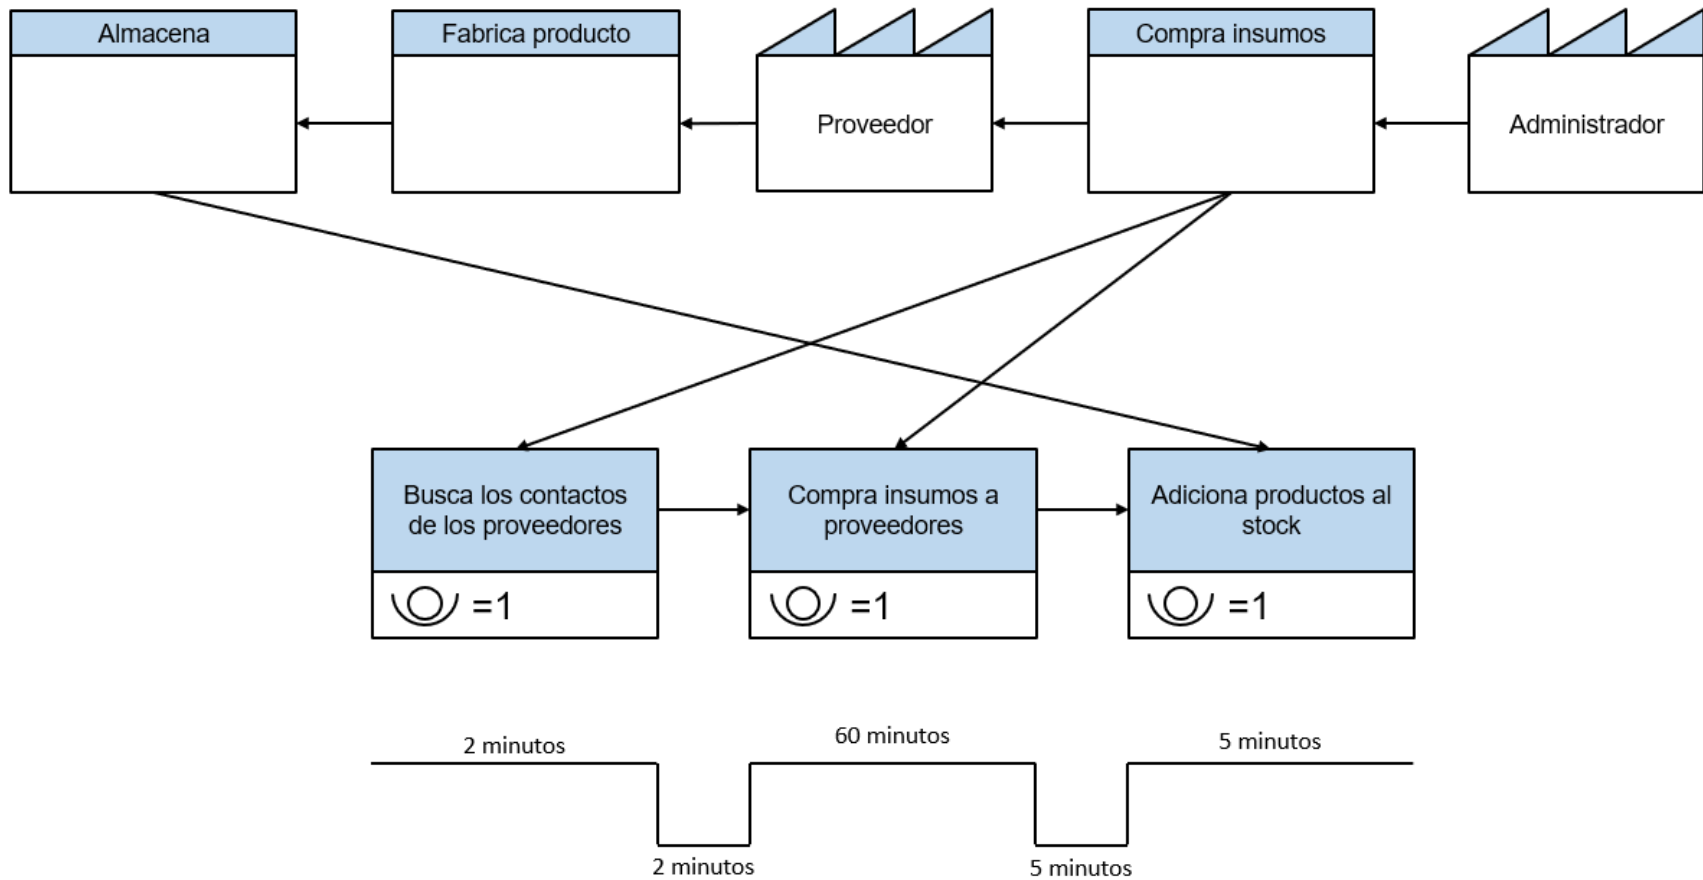 Almacena
Fabrica producto
Proveedor
Compra insumos
Administrador
Busca los contactos
de los proveedores
=1
Compra insumos a
proveedores
=1
Adiciona productos al
stock
=1
2 minutos
60 minutos
5 minutos
2 minutos
5 minutos